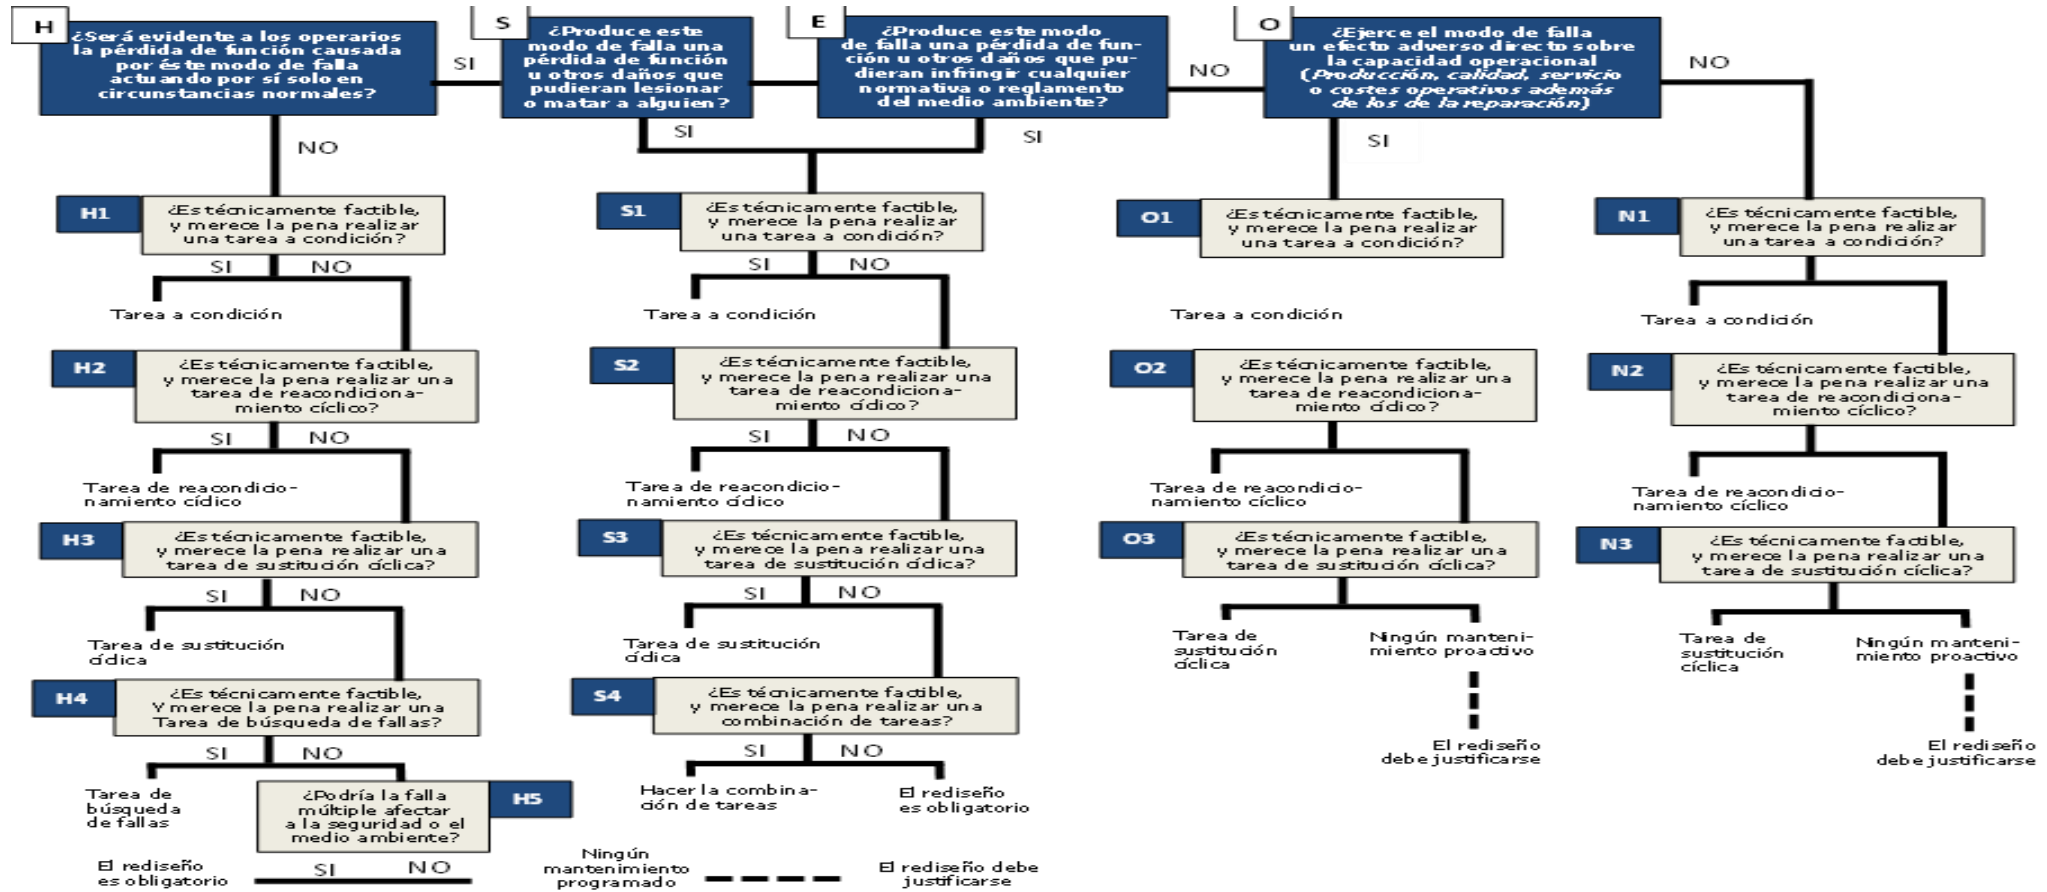 H
¿Será evidente a los operarios
la pérdida de función causada
por éste modo de falla
actuando por sí solo en
circunstancias normales?
SI
S
¿Produce este
modo de falla una
pérdida de función
u otros daños que
pudieran lesionar
o matar a alguien?
E
¿Produce este modo
de falla una pérdida de fun-
ción u otros daños que pu-
dieran infringir cualquier
normativa o reglamento
del medio ambiente?
NO
O
¿Ejerce el modo de falla
un efecto adverso directo sobre
la capacidad operacional
(Producción, calidad, servicio
o costes operativos además
de los de la reparación)
NO
NO
SI
SI
SI
H1
¿Es técnicamente factible,
y merece la pena realizar
una tarea a condición?
S1
¿Es técnicamente factible,
y merece la pena realizar
una tarea a condición?
O1
¿Es técnicamente factible,
y merece la pena realizar
una tarea a condición?
N1
¿Es técnicamente factible,
y merece la pena realizar
una tarea a condición?
SI NO
SI NO
Tarea a condición
Tarea a condición
Tarea a condición
Tarea a condición
H2
¿Es técnicamente factible,
y merece la pena realizar una
tarea de reacondiciona-
miento cíclico?
S2
¿Es técnicamente factible,
y merece la pena realizar una
tarea de reacondiciona-
miento cíclico?
O2
¿Es técnicamente factible,
y merece la pena realizar una
tarea de reacondiciona-
miento cíclico?
N2
¿Es técnicamente factible,
y merece la pena realizar una
tarea de reacondiciona-
miento cíclico?
SI NO
SI NO
Tarea de reacondicio-
namiento cíclico
Tarea de reacondicio-
namiento cíclico
Tarea de reacondicio-
namiento cíclico
Tarea de reacondicio-
namiento cíclico
H3
¿Es técnicamente factible,
y merece la pena realizar una
tarea de sustitución cíclica?
S3
¿Es técnicamente factible,
y merece la pena realizar una
tarea de sustitución cíclica?
O3
¿Es técnicamente factible,
y merece la pena realizar una
tarea de sustitución cíclica?
N3
¿Es técnicamente factible,
y merece la pena realizar una
tarea de sustitución cíclica?
SI NO
SI NO
Tarea de sustitución
cíclica
Tarea de sustitución
cíclica
Tarea de
sustitución
cíclica
Ningún manteni-
miento proactivo
Tarea de
sustitución
cíclica
Ningún manteni-
miento proactivo
H4
¿Es técnicamente factible,
Y merece la pena realizar una
Tarea de búsqueda de fallas?
S4
¿Es técnicamente factible,
y merece la pena realizar una
combinación de tareas?
El rediseño
debe justificarse
El rediseño
debe justificarse
SI NO
SI NO
Tarea de
búsqueda
de fallas
¿Podría la falla
múltiple afectar
a la seguridad o el
medio ambiente?
H5
Hacer la combina-
ción de tareas
El rediseño
es obligatorio
El rediseño
es obligatorio
SI NO
Ningún
mantenimiento
programado
El rediseño debe
justificarse